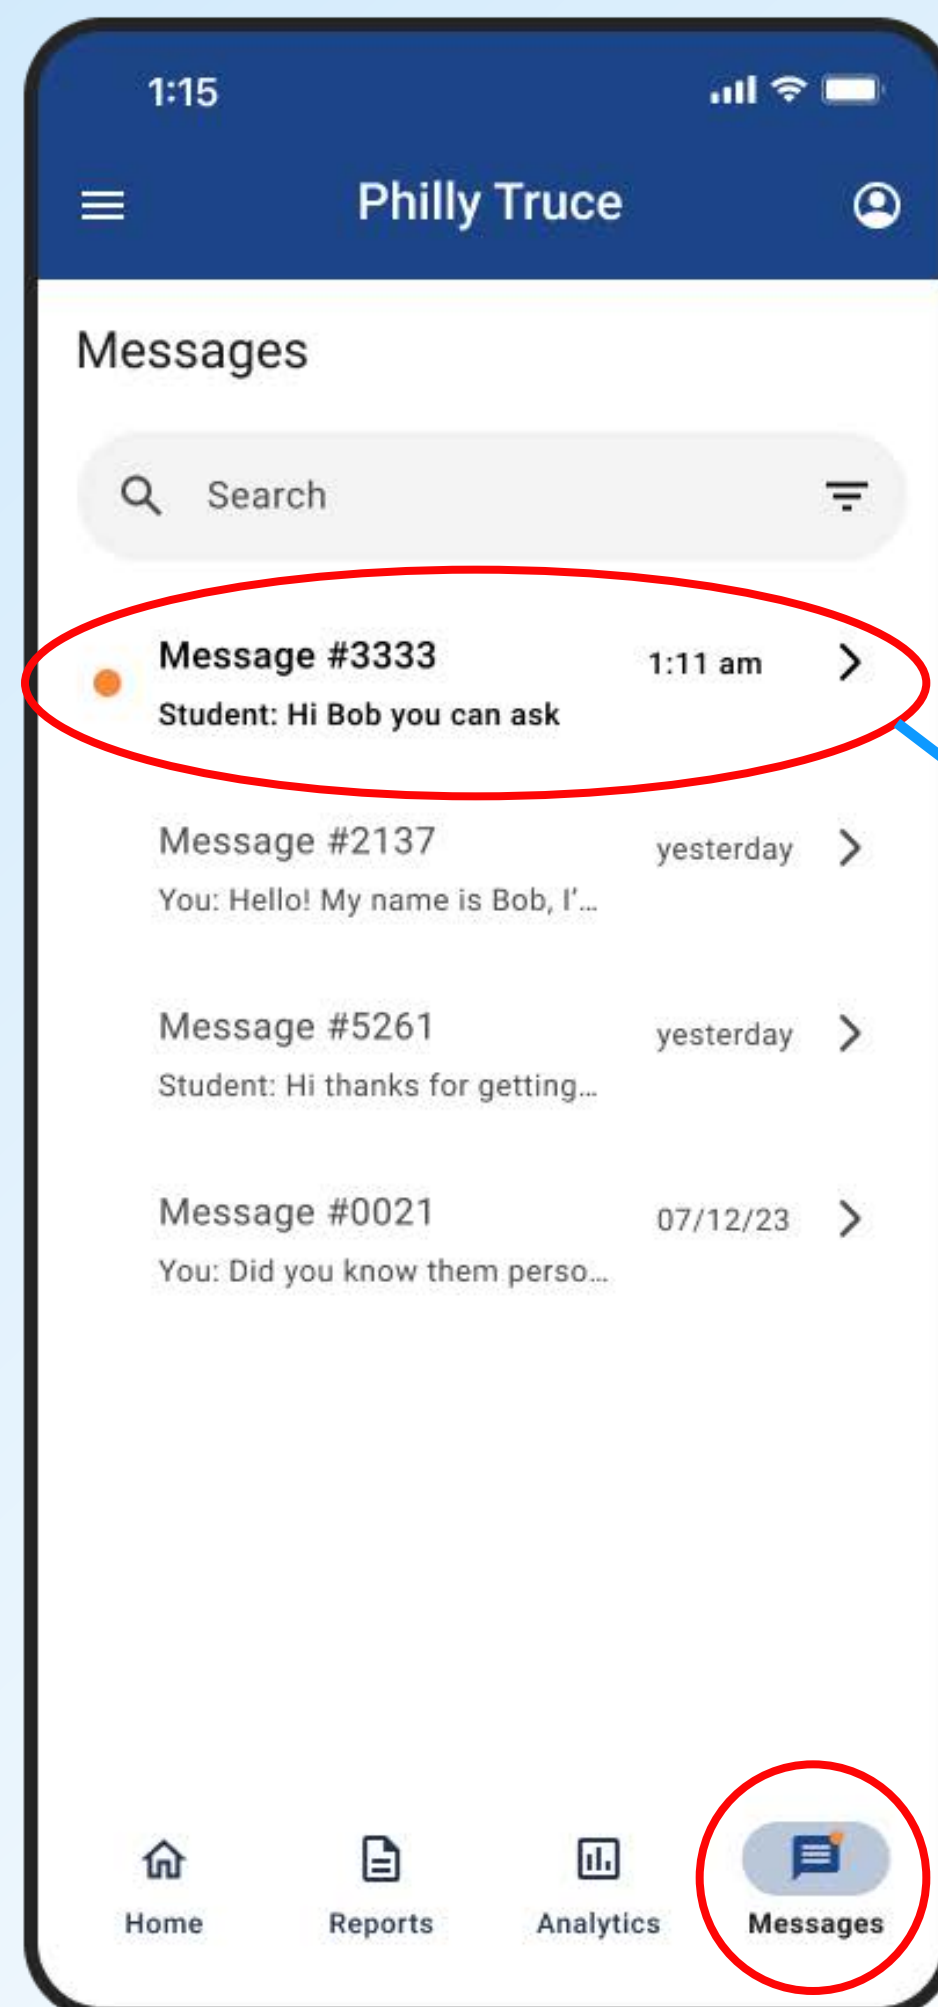 1:15
Philly Truce
Messages
Search
Message #3333
1:11 am
Student: Hi Bob you can ask
Message #2137
yesterday
You: Hello! My name is Bob, I’...
Message #5261
yesterday
Student: Hi thanks for getting...
Message #0021
07/12/23
You: Did you know them perso...
Home
Reports
Analytics
Messages